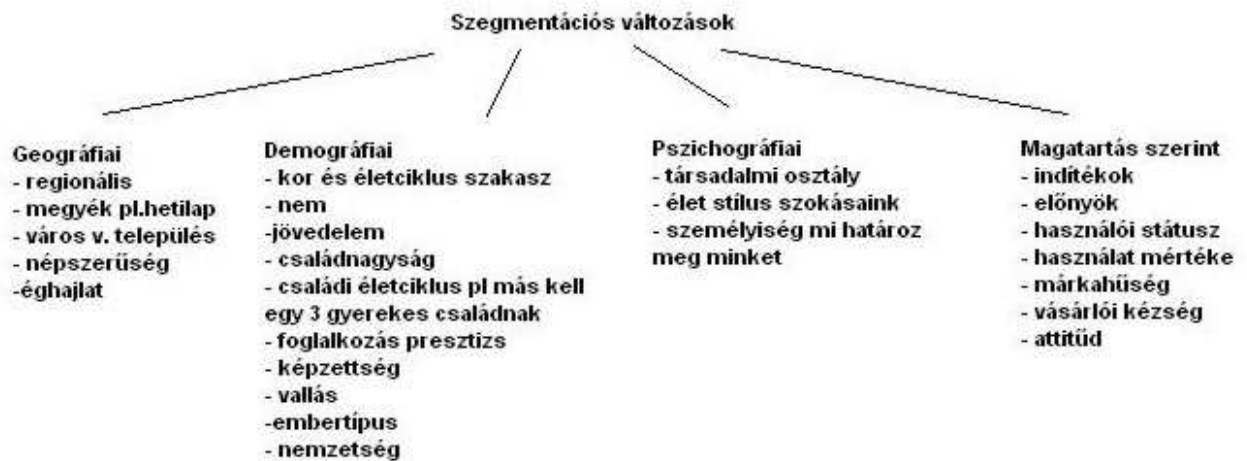 Szegmentációs változások
Geográfiai
- regionális
- megyék pl.hetilap
- város v. település
- népszerűség
-éghajlat
Demográfiai
- kor és életciklus szakasz
- nem
-jövedelem
- családnagyság
- családi életciklus pl más kell
egy 3 gyerekes családnak
- foglalkozás presztizs
- képzettség
- vallás
-embertípus
- nemzetség
Pszichográfiai
- társadalmi osztály
- élet stílus szokásaink
- személyiség mi határoz
meg minket
Magatartás szerint
- indítékok
- előnyök
- használói státusz
- használat mértéke
- márkahűség
- vásárlói kézség
- attitűd